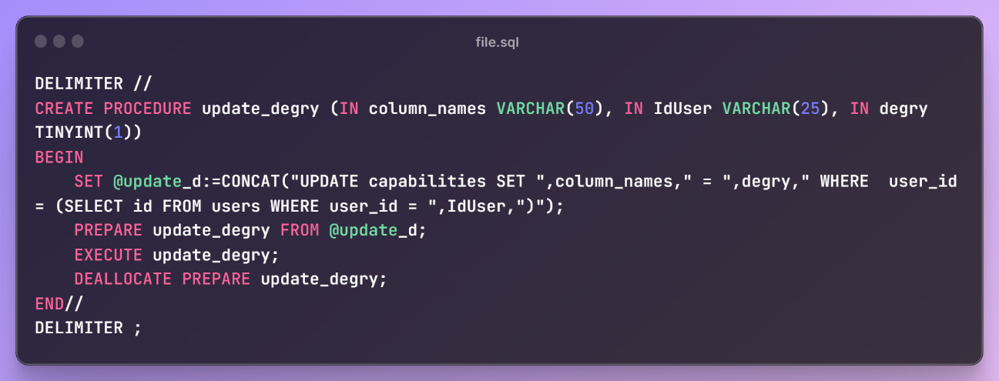 file.sql
DELIMITER //
CREATE PROCEDURE update_degry (IN column_names VARCHAR(50), IN IdUser VARCHAR(25), IN degry
TINYINT(1))
BEGIN
    SET @update_d:=CONCAT("UPDATE capabilities SET ",column_names," = ",degry," WHERE  user_id
= (SELECT id FROM users WHERE user_id = ",IdUser,")");
    PREPARE update_degry FROM @update_d;
    EXECUTE update_degry;
    DEALLOCATE PREPARE update_degry;
END//
DELIMITER ;